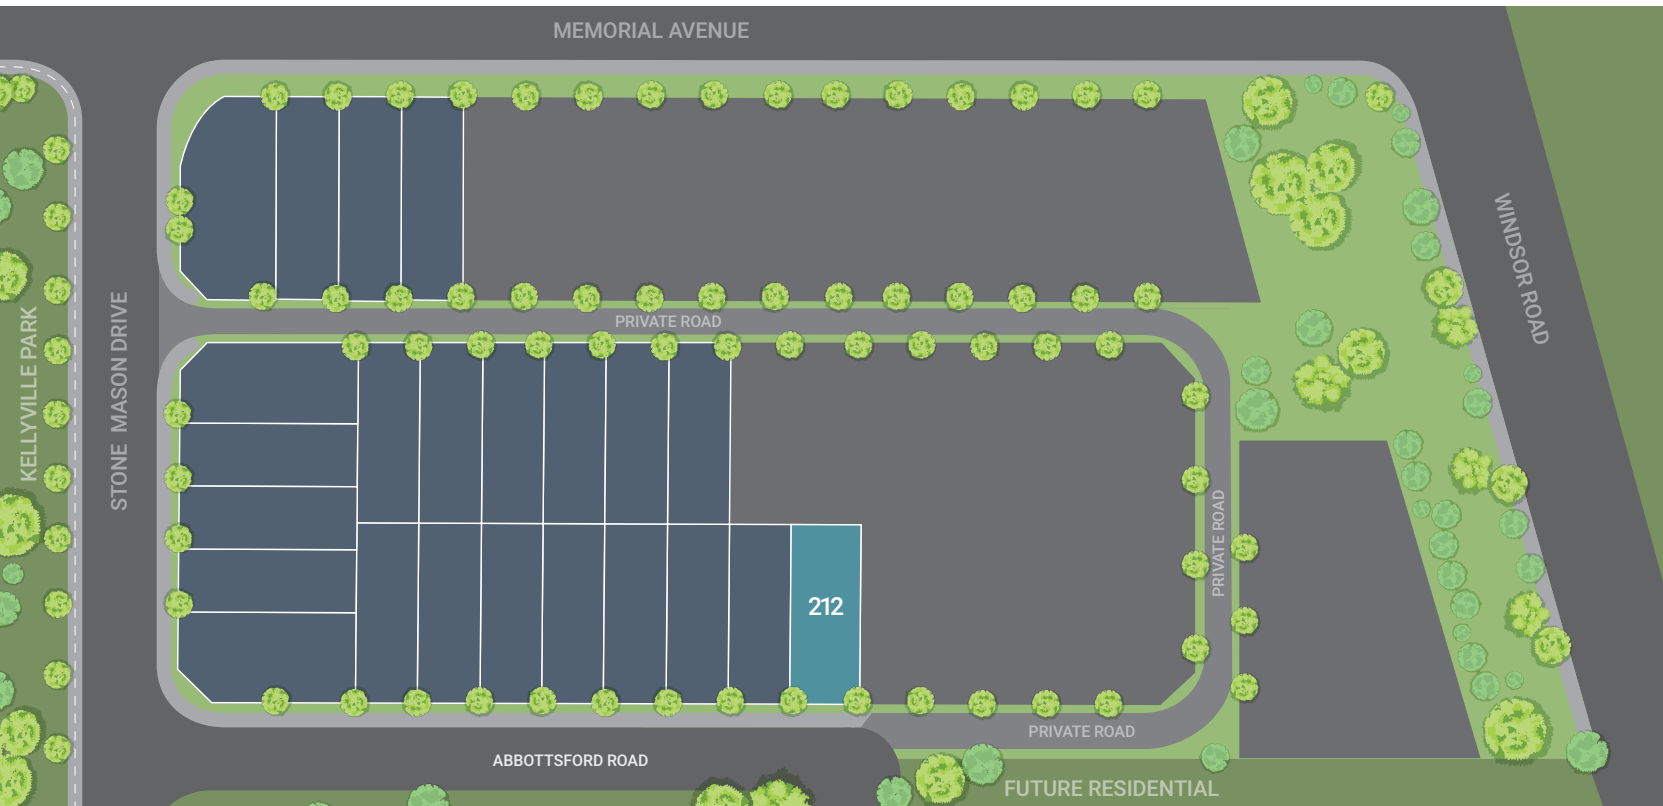 MEMORIAL AVENUE
WINDSOR ROAD
PRIVATE ROAD
KELLYVILLE PARK
STONE MASON DRIVE
PRIVATE ROAD
212
PRIVATE ROAD
ABBOTTSFORD ROAD
FUTURE RESIDENTIAL